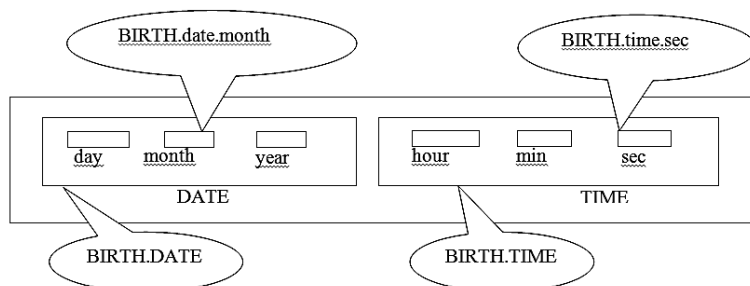 BIRTH.date.month BIRTH.time.sec
day month year hour min sec
DATE TIME
BIRTH.DATE BIRTH.TIME